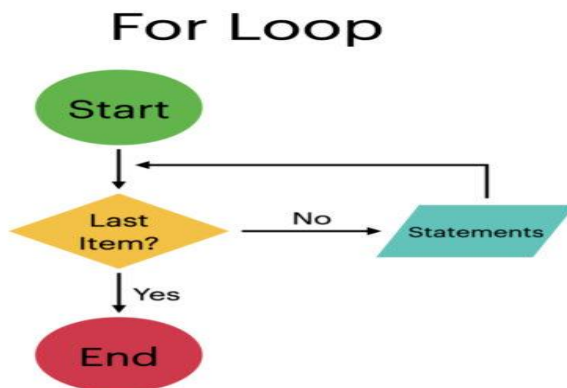 For Loop
Start
Last
Item?
No
Statements
Yes
End